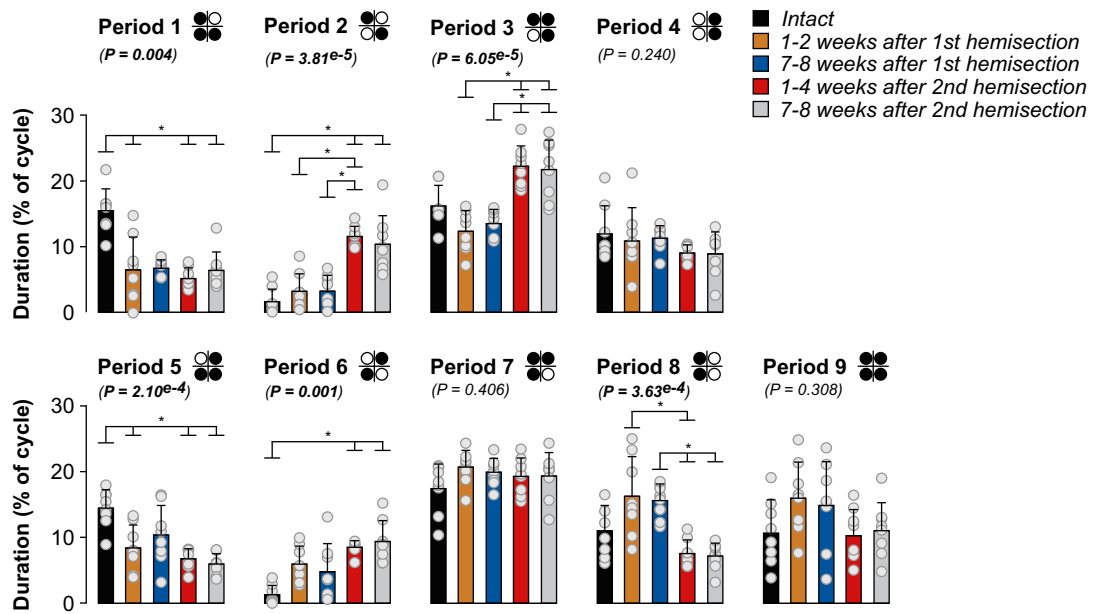 Period 1
(P = 0.004)
Period 2
(P = 3.81e-5)
Period 3
(P = 6.05e-5)
Period 4
(P = 0.240)
Intact
1-2 weeks after 1st hemisection
7-8 weeks after 1st hemisection
1-4 weeks after 2nd hemisection
7-8 weeks after 2nd hemisection
Duration (% of cycle)
30
20
10
0
*
*
*
*
*
*
Period 5
(P = 2.10e-4)
Period 6
(P = 0.001)
Period 7
(P = 0.406)
Period 8
(P = 3.63e-4)
Period 9
(P = 0.308)
Duration (% of cycle)
30
20
10
0
*
*
*
*